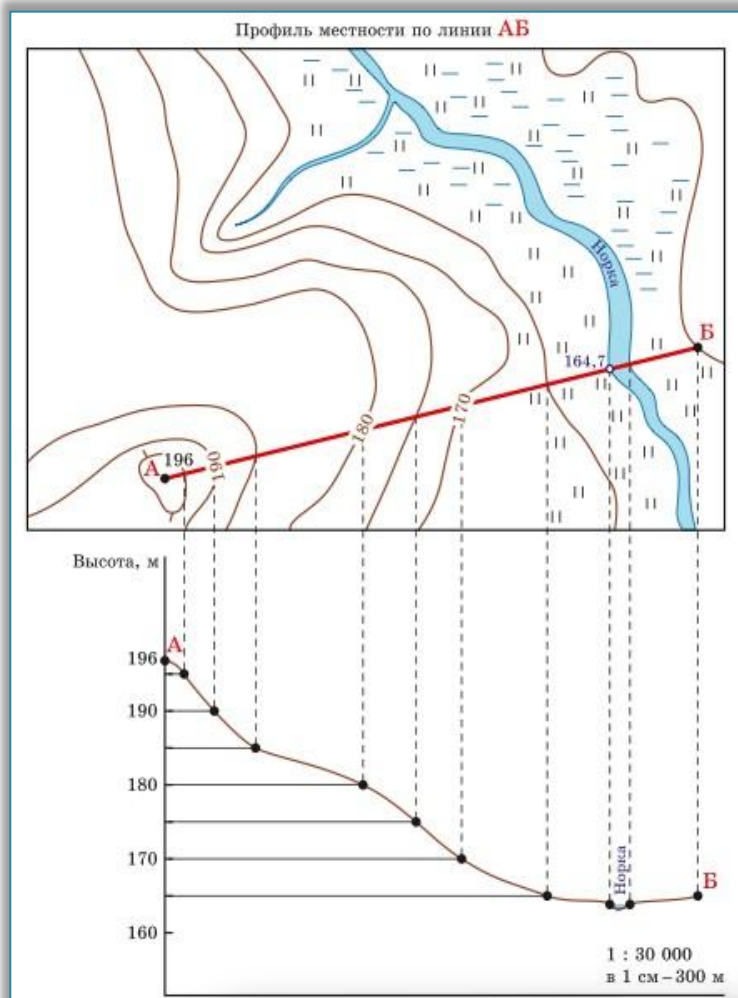 Профиль местности по линии АБ
Норка
Б
164,7
170
180
А 196
190
Высота, м
А
196
190
180
170
Норка
Б
160
1 : 30 000
в 1 см – 300 м